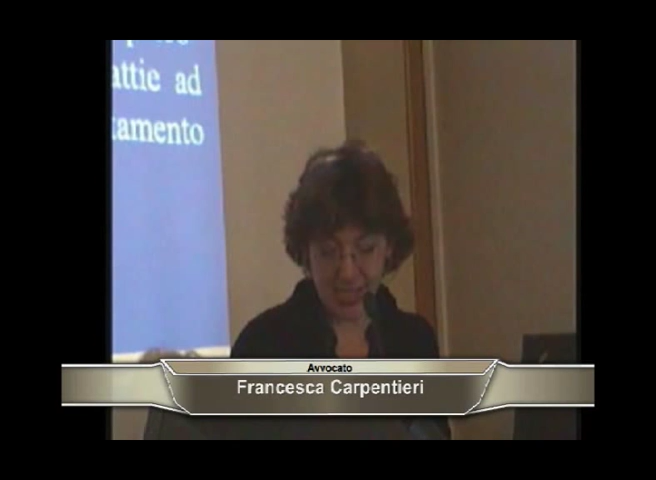 attie ad
tamento
Avvocato
Francesca Carpentieri